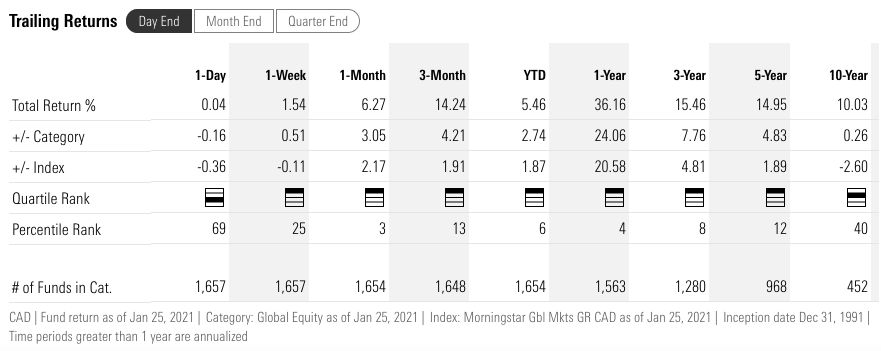 Trailing Returns Day End Month End Quarter End
1-Day 1-Week 1-Month 3-Month YTD 1-Year 3-Year 5-Year 10-Year
Total Return % 0.04 1.54 6.27 14.24 5.46 36.16 15.46 14.95 10.03
+/- Category -0.16 0.51 3.05 4.21 2.74 24.06 7.76 4.83 0.26
+/- Index -0.36 -0.11 2.17 1.91 1.87 20.58 4.81 1.89 -2.60
Quartile Rank
Percentile Rank 69 25 3 13 6 4 8 12 40
# of Funds in Cat. 1,657 1,657 1,654 1,648 1,654 1,563 1,280 968 452
CAD | Fund return as of Jan 25, 2021 | Category: Global Equity as of Jan 25, 2021 | Index: Morningstar Gbl Mkts GR CAD as of Jan 25, 2021 | Inception date Dec 31, 1991 |
Time periods greater than 1 year are annualized